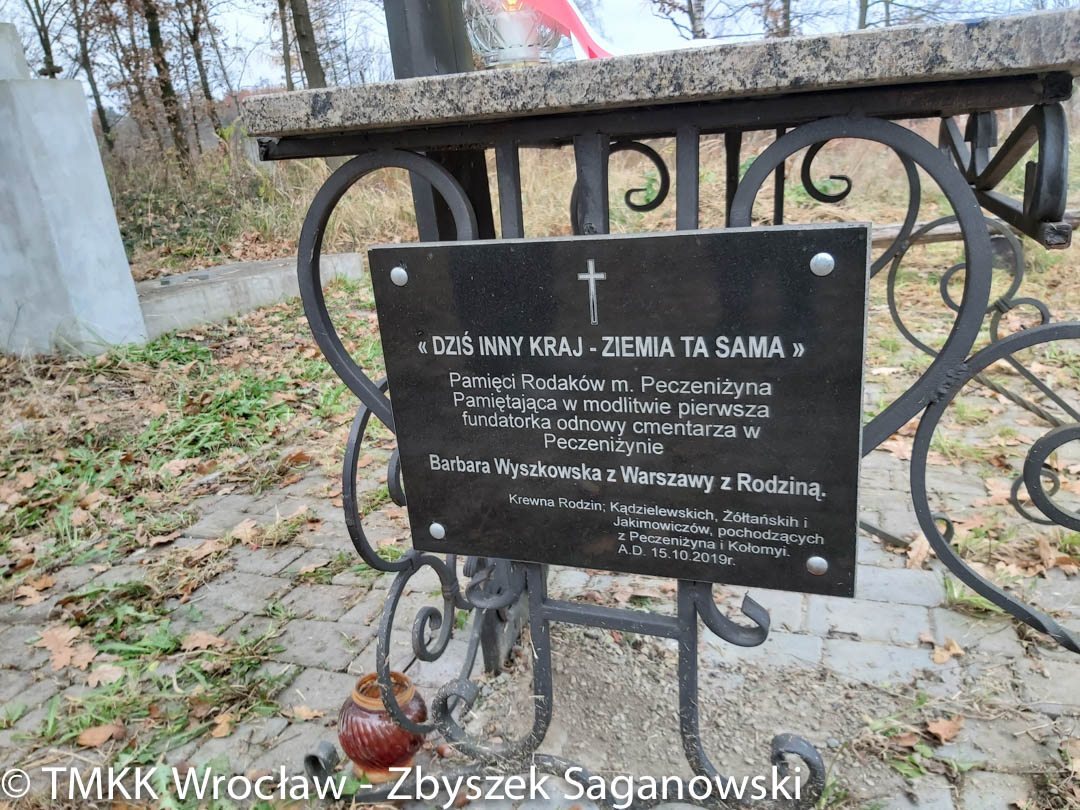 « DZIŚ INNY KRAJ - ZIEMIA TA SAMA »
Pamięci Rodaków m. Peczeniżyna
Pamiętająca w modlitwie pierwsza
fundatorka odnowy cmentarza w
Peczeniżynie
Barbara Wyszkowska z Warszawy z Rodziną.
Krewna Rodzin; Kądzielewskich, Żółtańskich i
Jakimowiczów, pochodzących
z Peczeniżyna i Kołomyi.
A.D. 15.10.2019r.
© TMKK Wrocław - Zbyszek Saganowski